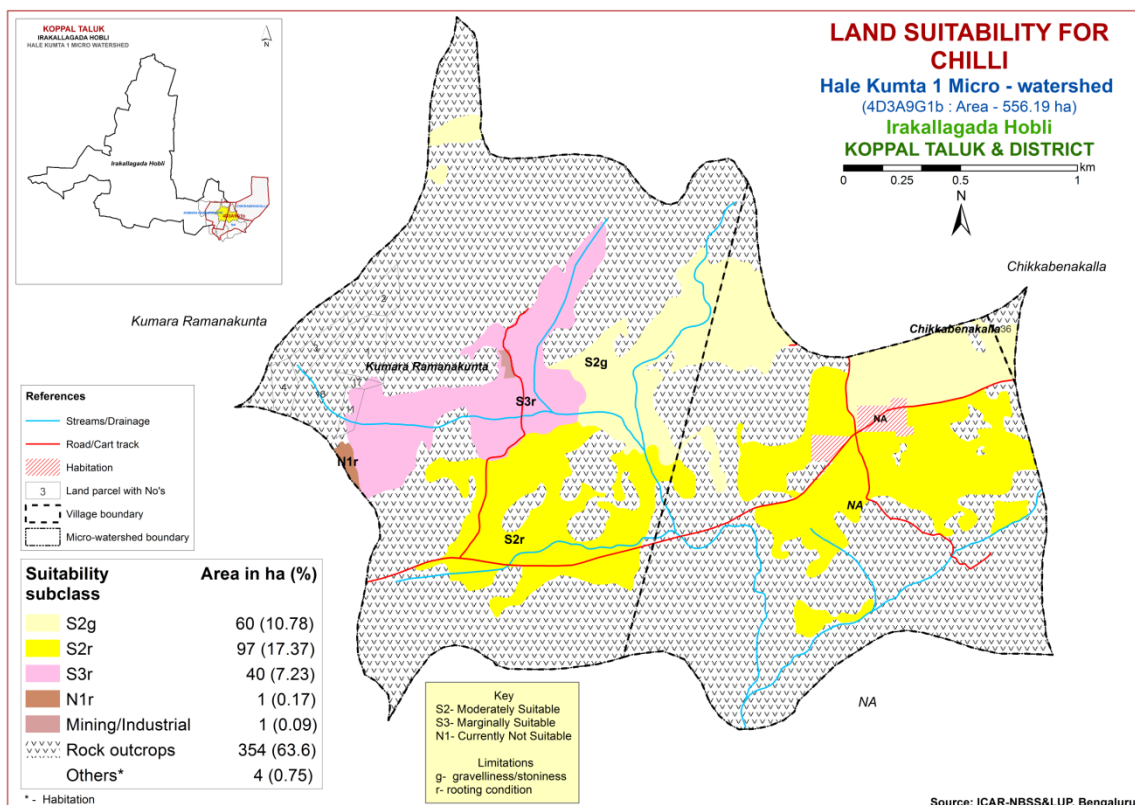 KOPPAL TALUK
IRAKALLAGADA HOBLI
HALE KUMTA 1 MICRO WATERSHED
N
Irakallagada Hobli
LAND SUITABILITY FOR
CHILLI
Hale Kumta 1 Micro - watershed
(4D3A9G1b : Area - 556.19 ha)
Irakallagada Hobli
KOPPAL TALUK & DISTRICT
km
0 0.25 0.5 1
N
Chikkabenakalla
Kumara Ramanakunta
Chikkabenakalla
36
2
3
1
4
S2g
Kumara Ramanakunta
17
S3r
NA
N1r
S2r
NA
NA
References
Streams/Drainage
Road/Cart track
Habitation
3 Land parcel with No's
Village boundary
Micro-watershed boundary
Suitability subclass Area in ha (%)
S2g 60 (10.78)
S2r 97 (17.37)
S3r 40 (7.23)
N1r 1 (0.17)
Mining/Industrial 1 (0.09)
Rock outcrops 354 (63.6)
Others* 4 (0.75)
* - Habitation
Key
S2- Moderately Suitable
S3- Marginally Suitable
N1- Currently Not Suitable
Limitations
g- gravelliness/stoniness
r- rooting condition
Source: ICAR-NBSS&LUP, Bengaluru